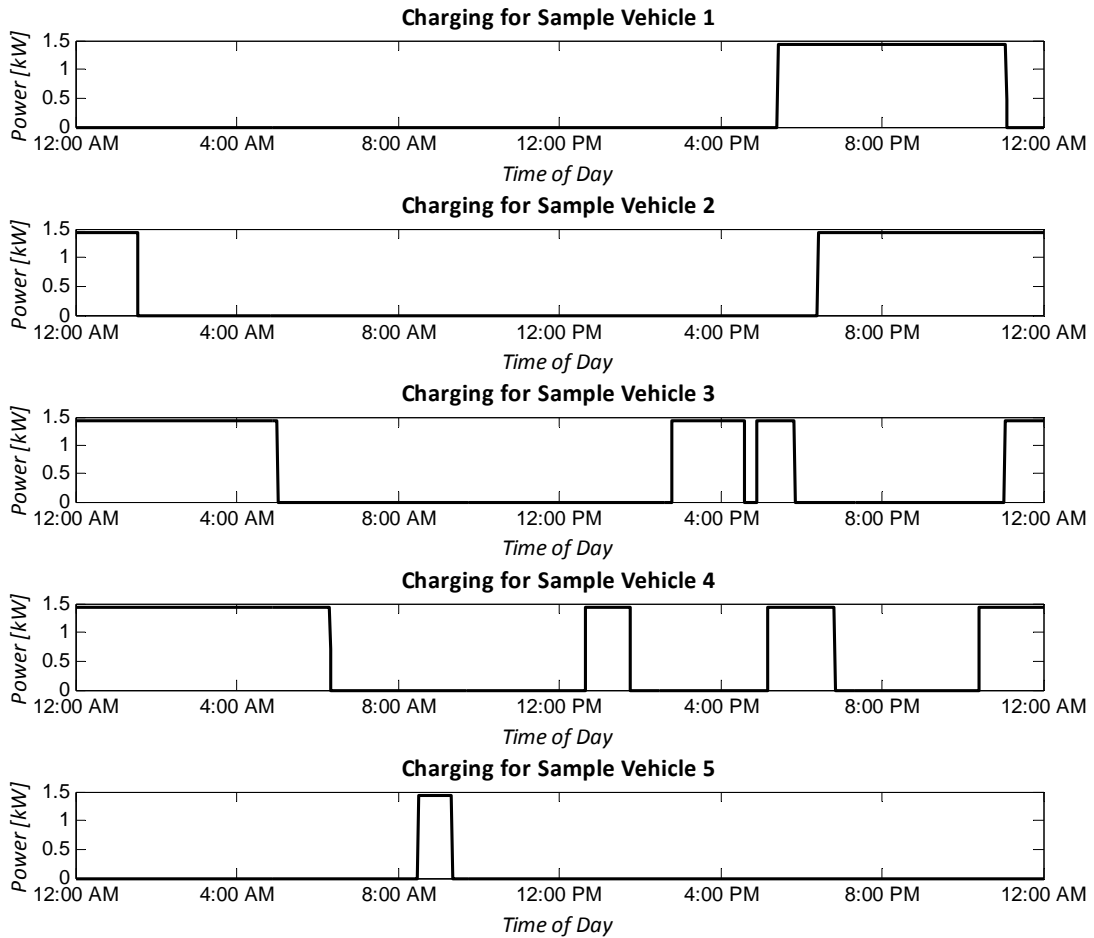 Charging for Sample Vehicle 1
Power [kW]
1.5
1
0.5
0
12:00 AM 4:00 AM 8:00 AM 12:00 PM 4:00 PM 8:00 PM 12:00 AM
Time of Day
Charging for Sample Vehicle 2
Power [kW]
1.5
1
0.5
0
12:00 AM 4:00 AM 8:00 AM 12:00 PM 4:00 PM 8:00 PM 12:00 AM
Time of Day
Charging for Sample Vehicle 3
Power [kW]
1.5
1
0.5
0
12:00 AM 4:00 AM 8:00 AM 12:00 PM 4:00 PM 8:00 PM 12:00 AM
Time of Day
Charging for Sample Vehicle 4
Power [kW]
1.5
1
0.5
0
12:00 AM 4:00 AM 8:00 AM 12:00 PM 4:00 PM 8:00 PM 12:00 AM
Time of Day
Charging for Sample Vehicle 5
Power [kW]
1.5
1
0.5
0
12:00 AM 4:00 AM 8:00 AM 12:00 PM 4:00 PM 8:00 PM 12:00 AM
Time of Day